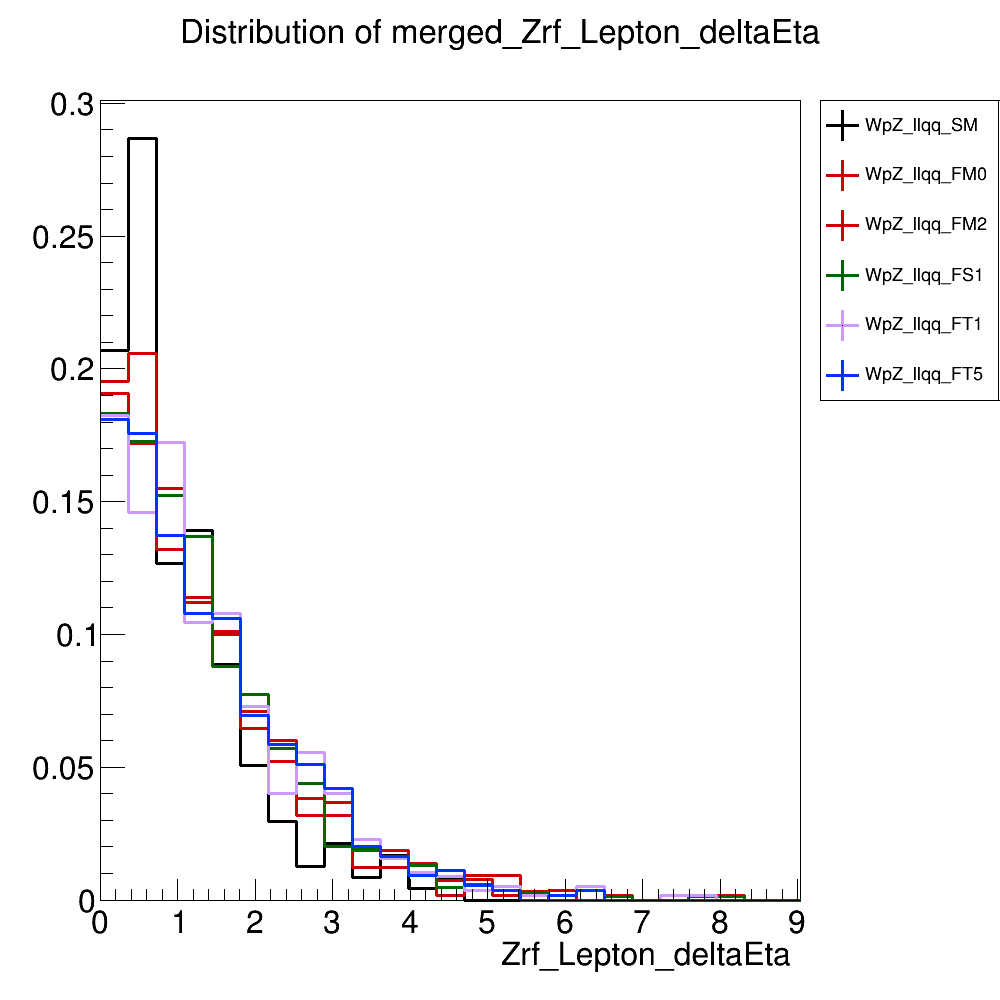 Distribution of merged_Zrf_Lepton_deltaEta
0.3
0.25
0.2
0.15
0.1
0.05
0
0 1 2 3 4 5 6 7 8 9
Zrf_Lepton_deltaEta
WpZ_llqq_SM
WpZ_llqq_FM0
WpZ_llqq_FM2
WpZ_llqq_FS1
WpZ_llqq_FT1
WpZ_llqq_FT5